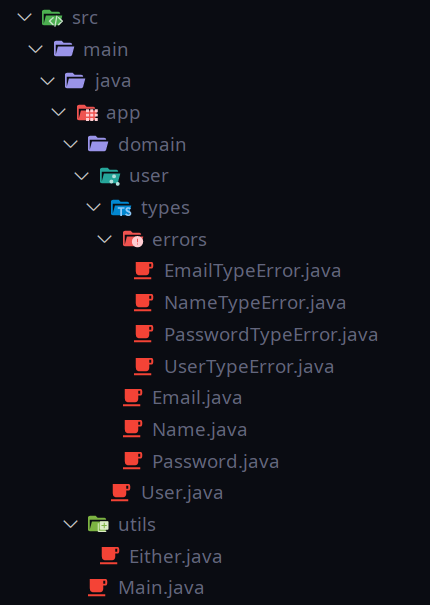 src
main
java
app
domain
user
types
errors
EmailTypeError.java
NameTypeError.java
PasswordTypeError.java
UserTypeError.java
Email.java
Name.java
Password.java
User.java
utils
Either.java
Main.java